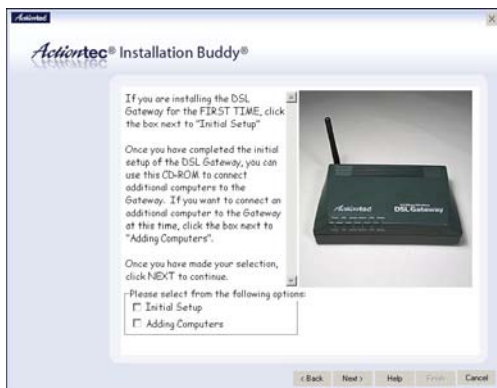 Actiontec
X
Actiontec® Installation Buddy®
If you are installing the DSL
Gateway for the FIRST TIME, click
the box next to "Initial Setup"
Once you have completed the initial
setup of the DSL Gateway, you can
use this CD-ROM to connect
additional computers to the
Gateway. If you want to connect an
additional computer to the Gateway
at this time, click the box next to
"Adding Computers".
Once you have made your selection,
click NEXT to continue.
Please select from the following options:
Initial Setup
Adding Computers
Actiontec
DSL Gateway
< Back
Next >
Help
Finish
Cancel